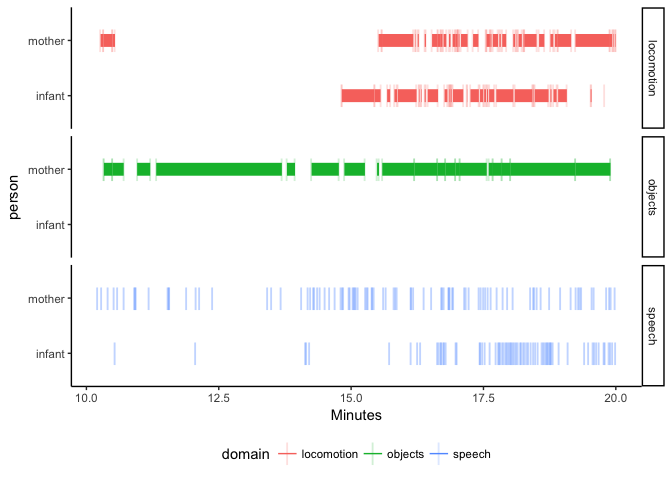 mother
infant
locomotion
mother
infant
objects
mother
infant
speech
person
10.0 12.5 15.0 17.5 20.0
Minutes
domain locomotion objects speech